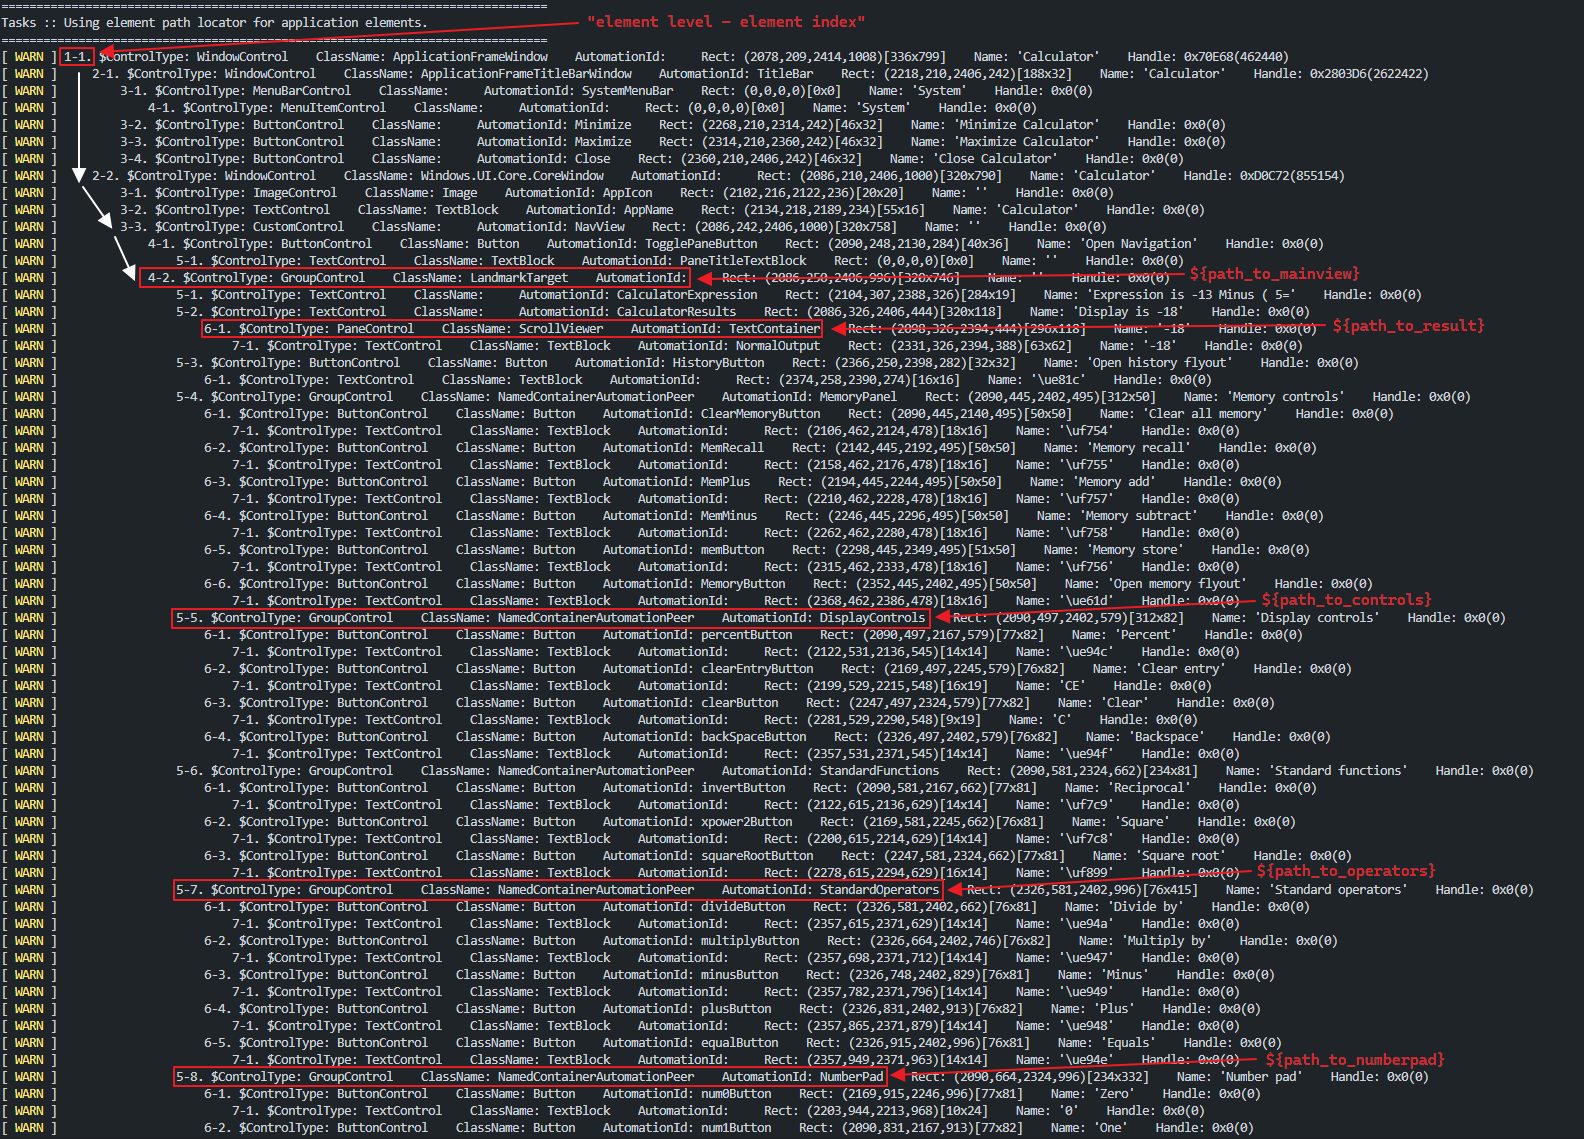 ==============================================================================
Tasks :: Using element path locator for application elements.
"element level – element index"
==============================================================================
[ WARN ] 1-1. $ControlType: WindowControl    ClassName: ApplicationFrameWindow    AutomationId:     Rect: (2078,209,2414,1008)[336x799]    Name: 'Calculator'    Handle: 0x70E68(462440)
[ WARN ]     2-1. $ControlType: WindowControl    ClassName: ApplicationFrameTitleBarWindow    AutomationId: TitleBar    Rect: (2218,210,2406,242)[188x32]    Name: 'Calculator'    Handle: 0x2803D6(2622422)
[ WARN ]         3-1. $ControlType: MenuBarControl    ClassName:     AutomationId: SystemMenuBar    Rect: (0,0,0,0)[0x0]    Name: 'System'    Handle: 0x0(0)
[ WARN ]             4-1. $ControlType: MenuItemControl    ClassName:     AutomationId:     Rect: (0,0,0,0)[0x0]    Name: 'System'    Handle: 0x0(0)
[ WARN ]         3-2. $ControlType: ButtonControl    ClassName:     AutomationId: Minimize    Rect: (2268,210,2314,242)[46x32]    Name: 'Minimize Calculator'    Handle: 0x0(0)
[ WARN ]         3-3. $ControlType: ButtonControl    ClassName:     AutomationId: Maximize    Rect: (2314,210,2360,242)[46x32]    Name: 'Maximize Calculator'    Handle: 0x0(0)
[ WARN ]         3-4. $ControlType: ButtonControl    ClassName:     AutomationId: Close    Rect: (2360,210,2406,242)[46x32]    Name: 'Close Calculator'    Handle: 0x0(0)
[ WARN ]     2-2. $ControlType: WindowControl    ClassName: Windows.UI.Core.CoreWindow    AutomationId:     Rect: (2086,210,2406,1000)[320x790]    Name: 'Calculator'    Handle: 0xD0C72(855154)
[ WARN ]         3-1. $ControlType: ImageControl    ClassName: Image    AutomationId: AppIcon    Rect: (2102,216,2122,236)[20x20]    Name: ''    Handle: 0x0(0)
[ WARN ]         3-2. $ControlType: TextControl    ClassName: TextBlock    AutomationId: AppName    Rect: (2134,218,2189,234)[55x16]    Name: 'Calculator'    Handle: 0x0(0)
[ WARN ]         3-3. $ControlType: CustomControl    ClassName:     AutomationId: NavView    Rect: (2086,242,2406,1000)[320x758]    Name: ''    Handle: 0x0(0)
[ WARN ]             4-1. $ControlType: ButtonControl    ClassName: Button    AutomationId: TogglePaneButton    Rect: (2090,248,2130,284)[40x36]    Name: 'Open Navigation'    Handle: 0x0(0)
[ WARN ]                 5-1. $ControlType: TextControl    ClassName: TextBlock    AutomationId: PaneTitleTextBlock    Rect: (0,0,0,0)[0x0]    Name: ''    Handle: 0x0(0)
[ WARN ]             4-2. $ControlType: GroupControl    ClassName: LandmarkTarget    AutomationId:     Rect: (2086,250,2406,996)[320x746]    Name: ''    Handle: 0x0(0) ${path_to_mainview}
[ WARN ]                 5-1. $ControlType: TextControl    ClassName:     AutomationId: CalculatorExpression    Rect: (2104,307,2388,326)[284x19]    Name: 'Expression is -13 Minus ( 5='    Handle: 0x0(0)
[ WARN ]                 5-2. $ControlType: TextControl    ClassName:     AutomationId: CalculatorResults    Rect: (2086,326,2406,444)[320x118]    Name: 'Display is -18'    Handle: 0x0(0)
[ WARN ]                     6-1. $ControlType: PaneControl    ClassName: ScrollViewer    AutomationId: TextContainer    Rect: (2098,326,2394,444)[296x118]    Name: '-18'    Handle: 0x0(0) ${path_to_result}
[ WARN ]                         7-1. $ControlType: TextControl    ClassName: TextBlock    AutomationId: NormalOutput    Rect: (2331,326,2394,388)[63x62]    Name: '-18'    Handle: 0x0(0)
[ WARN ]                 5-3. $ControlType: ButtonControl    ClassName: Button    AutomationId: HistoryButton    Rect: (2366,250,2398,282)[32x32]    Name: 'Open history flyout'    Handle: 0x0(0)
[ WARN ]                     6-1. $ControlType: TextControl    ClassName: TextBlock    AutomationId:     Rect: (2374,258,2390,274)[16x16]    Name: '\ue81c'    Handle: 0x0(0)
[ WARN ]                 5-4. $ControlType: GroupControl    ClassName: NamedContainerAutomationPeer    AutomationId: MemoryPanel    Rect: (2090,445,2402,495)[312x50]    Name: 'Memory controls'    Handle: 0x0(0)
[ WARN ]                     6-1. $ControlType: ButtonControl    ClassName: Button    AutomationId: ClearMemoryButton    Rect: (2090,445,2140,495)[50x50]    Name: 'Clear all memory'    Handle: 0x0(0)
[ WARN ]                         7-1. $ControlType: TextControl    ClassName: TextBlock    AutomationId:     Rect: (2106,462,2124,478)[18x16]    Name: '\uf754'    Handle: 0x0(0)
[ WARN ]                     6-2. $ControlType: ButtonControl    ClassName: Button    AutomationId: MemRecall    Rect: (2142,445,2192,495)[50x50]    Name: 'Memory recall'    Handle: 0x0(0)
[ WARN ]                         7-1. $ControlType: TextControl    ClassName: TextBlock    AutomationId:     Rect: (2158,462,2176,478)[18x16]    Name: '\uf755'    Handle: 0x0(0)
[ WARN ]                     6-3. $ControlType: ButtonControl    ClassName: Button    AutomationId: MemPlus    Rect: (2194,445,2244,495)[50x50]    Name: 'Memory add'    Handle: 0x0(0)
[ WARN ]                         7-1. $ControlType: TextControl    ClassName: TextBlock    AutomationId:     Rect: (2210,462,2228,478)[18x16]    Name: '\uf757'    Handle: 0x0(0)
[ WARN ]                     6-4. $ControlType: ButtonControl    ClassName: Button    AutomationId: MemMinus    Rect: (2246,445,2296,495)[50x50]    Name: 'Memory subtract'    Handle: 0x0(0)
[ WARN ]                         7-1. $ControlType: TextControl    ClassName: TextBlock    AutomationId:     Rect: (2262,462,2280,478)[18x16]    Name: '\uf758'    Handle: 0x0(0)
[ WARN ]                     6-5. $ControlType: ButtonControl    ClassName: Button    AutomationId: memButton    Rect: (2298,445,2349,495)[51x50]    Name: 'Memory store'    Handle: 0x0(0)
[ WARN ]                         7-1. $ControlType: TextControl    ClassName: TextBlock    AutomationId:     Rect: (2315,462,2333,478)[18x16]    Name: '\uf756'    Handle: 0x0(0)
[ WARN ]                     6-6. $ControlType: ButtonControl    ClassName: Button    AutomationId: MemoryButton    Rect: (2352,445,2402,495)[50x50]    Name: 'Open memory flyout'    Handle: 0x0(0)
[ WARN ]                         7-1. $ControlType: TextControl    ClassName: TextBlock    AutomationId:     Rect: (2368,462,2386,478)[18x16]    Name: '\ue61d'    Handle: 0x0(0) ${path_to_controls}
[ WARN ]                 5-5. $ControlType: GroupControl    ClassName: NamedContainerAutomationPeer    AutomationId: DisplayControls    Rect: (2090,497,2402,579)[312x82]    Name: 'Display controls'    Handle: 0x0(0)
[ WARN ]                     6-1. $ControlType: ButtonControl    ClassName: Button    AutomationId: percentButton    Rect: (2090,497,2167,579)[77x82]    Name: 'Percent'    Handle: 0x0(0)
[ WARN ]                         7-1. $ControlType: TextControl    ClassName: TextBlock    AutomationId:     Rect: (2122,531,2136,545)[14x14]    Name: '\ue94c'    Handle: 0x0(0)
[ WARN ]                     6-2. $ControlType: ButtonControl    ClassName: Button    AutomationId: clearEntryButton    Rect: (2169,497,2245,579)[76x82]    Name: 'Clear entry'    Handle: 0x0(0)
[ WARN ]                         7-1. $ControlType: TextControl    ClassName: TextBlock    AutomationId:     Rect: (2199,529,2215,548)[16x19]    Name: 'CE'    Handle: 0x0(0)
[ WARN ]                     6-3. $ControlType: ButtonControl    ClassName: Button    AutomationId: clearButton    Rect: (2247,497,2324,579)[77x82]    Name: 'Clear'    Handle: 0x0(0)
[ WARN ]                         7-1. $ControlType: TextControl    ClassName: TextBlock    AutomationId:     Rect: (2281,529,2290,548)[9x19]    Name: 'C'    Handle: 0x0(0)
[ WARN ]                     6-4. $ControlType: ButtonControl    ClassName: Button    AutomationId: backSpaceButton    Rect: (2326,497,2402,579)[76x82]    Name: 'Backspace'    Handle: 0x0(0)
[ WARN ]                         7-1. $ControlType: TextControl    ClassName: TextBlock    AutomationId:     Rect: (2357,531,2371,545)[14x14]    Name: '\ue94f'    Handle: 0x0(0)
[ WARN ]                 5-6. $ControlType: GroupControl    ClassName: NamedContainerAutomationPeer    AutomationId: StandardFunctions    Rect: (2090,581,2324,662)[234x81]    Name: 'Standard functions'    Handle: 0x0(0)
[ WARN ]                     6-1. $ControlType: ButtonControl    ClassName: Button    AutomationId: invertButton    Rect: (2090,581,2167,662)[77x81]    Name: 'Reciprocal'    Handle: 0x0(0)
[ WARN ]                         7-1. $ControlType: TextControl    ClassName: TextBlock    AutomationId:     Rect: (2122,615,2136,629)[14x14]    Name: '\uf7c9'    Handle: 0x0(0)
[ WARN ]                     6-2. $ControlType: ButtonControl    ClassName: Button    AutomationId: xpower2Button    Rect: (2169,581,2245,662)[76x81]    Name: 'Square'    Handle: 0x0(0)
[ WARN ]                         7-1. $ControlType: TextControl    ClassName: TextBlock    AutomationId:     Rect: (2200,615,2214,629)[14x14]    Name: '\uf7c8'    Handle: 0x0(0)
[ WARN ]                     6-3. $ControlType: ButtonControl    ClassName: Button    AutomationId: squareRootButton    Rect: (2247,581,2324,662)[77x81]    Name: 'Square root'    Handle: 0x0(0)
[ WARN ]                         7-1. $ControlType: TextControl    ClassName: TextBlock    AutomationId:     Rect: (2278,615,2294,629)[16x14]    Name: '\uf899'    Handle: 0x0(0) ${path_to_operators}
[ WARN ]                 5-7. $ControlType: GroupControl    ClassName: NamedContainerAutomationPeer    AutomationId: StandardOperators    Rect: (2326,581,2402,996)[76x415]    Name: 'Standard operators'    Handle: 0x0(0)
[ WARN ]                     6-1. $ControlType: ButtonControl    ClassName: Button    AutomationId: divideButton    Rect: (2326,581,2402,662)[76x81]    Name: 'Divide by'    Handle: 0x0(0)
[ WARN ]                         7-1. $ControlType: TextControl    ClassName: TextBlock    AutomationId:     Rect: (2357,615,2371,629)[14x14]    Name: '\ue94a'    Handle: 0x0(0)
[ WARN ]                     6-2. $ControlType: ButtonControl    ClassName: Button    AutomationId: multiplyButton    Rect: (2326,664,2402,746)[76x82]    Name: 'Multiply by'    Handle: 0x0(0)
[ WARN ]                         7-1. $ControlType: TextControl    ClassName: TextBlock    AutomationId:     Rect: (2357,698,2371,712)[14x14]    Name: '\ue947'    Handle: 0x0(0)
[ WARN ]                     6-3. $ControlType: ButtonControl    ClassName: Button    AutomationId: minusButton    Rect: (2326,748,2402,829)[76x81]    Name: 'Minus'    Handle: 0x0(0)
[ WARN ]                         7-1. $ControlType: TextControl    ClassName: TextBlock    AutomationId:     Rect: (2357,782,2371,796)[14x14]    Name: '\ue949'    Handle: 0x0(0)
[ WARN ]                     6-4. $ControlType: ButtonControl    ClassName: Button    AutomationId: plusButton    Rect: (2326,831,2402,913)[76x82]    Name: 'Plus'    Handle: 0x0(0)
[ WARN ]                         7-1. $ControlType: TextControl    ClassName: TextBlock    AutomationId:     Rect: (2357,865,2371,879)[14x14]    Name: '\ue948'    Handle: 0x0(0)
[ WARN ]                     6-5. $ControlType: ButtonControl    ClassName: Button    AutomationId: equalButton    Rect: (2326,915,2402,996)[76x81]    Name: 'Equals'    Handle: 0x0(0)
[ WARN ]                         7-1. $ControlType: TextControl    ClassName: TextBlock    AutomationId:     Rect: (2357,949,2371,963)[14x14]    Name: '\ue94e'    Handle: 0x0(0) ${path_to_numberpad}
[ WARN ]                 5-8. $ControlType: GroupControl    ClassName: NamedContainerAutomationPeer    AutomationId: NumberPad    Rect: (2090,664,2324,996)[234x332]    Name: 'Number pad'    Handle: 0x0(0)
[ WARN ]                     6-1. $ControlType: ButtonControl    ClassName: Button    AutomationId: num0Button    Rect: (2169,915,2246,996)[77x81]    Name: 'Zero'    Handle: 0x0(0)
[ WARN ]                         7-1. $ControlType: TextControl    ClassName: TextBlock    AutomationId:     Rect: (2203,944,2213,968)[10x24]    Name: '0'    Handle: 0x0(0)
[ WARN ]                     6-2. $ControlType: ButtonControl    ClassName: Button    AutomationId: num1Button    Rect: (2090,831,2167,913)[77x82]    Name: 'One'    Handle: 0x0(0)